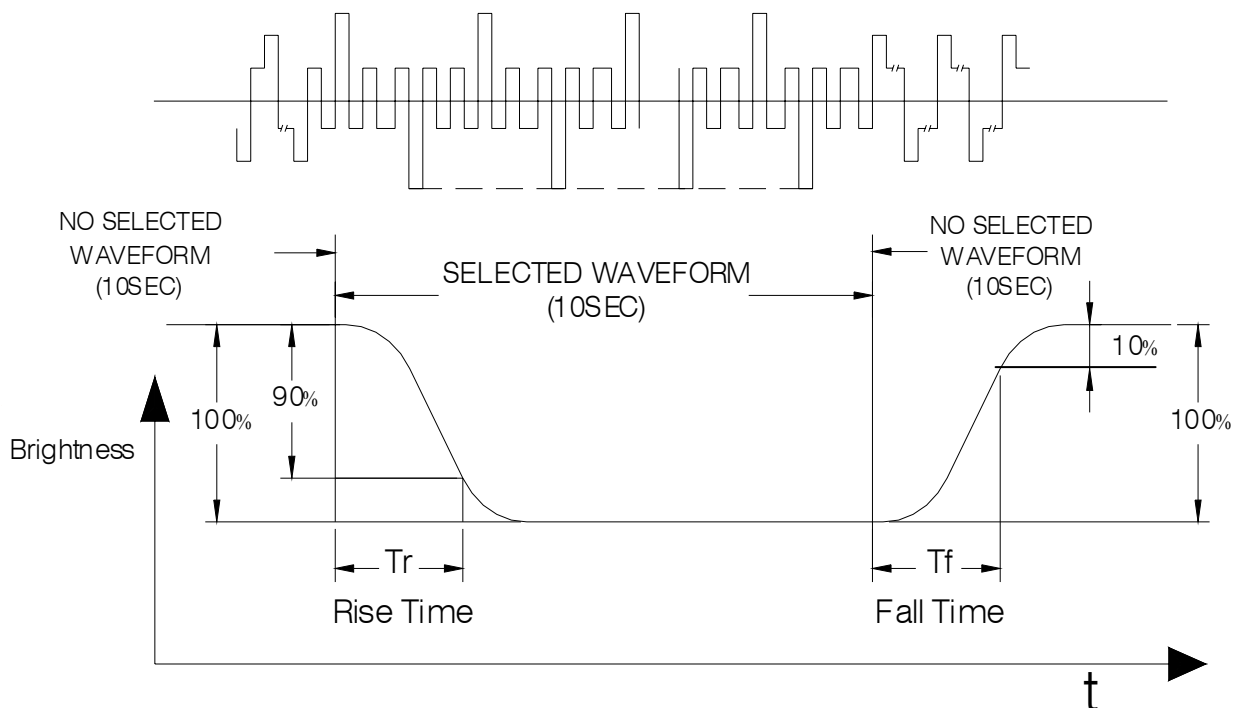 NO SELECTED
WAVEFORM
(10SEC)
SELECTED WAVEFORM
(10SEC)
NO SELECTED
WAVEFORM
(10SEC)
10%
90%
100%
100%
Brightness
Tr
Tf
Rise Time
Fall Time
t